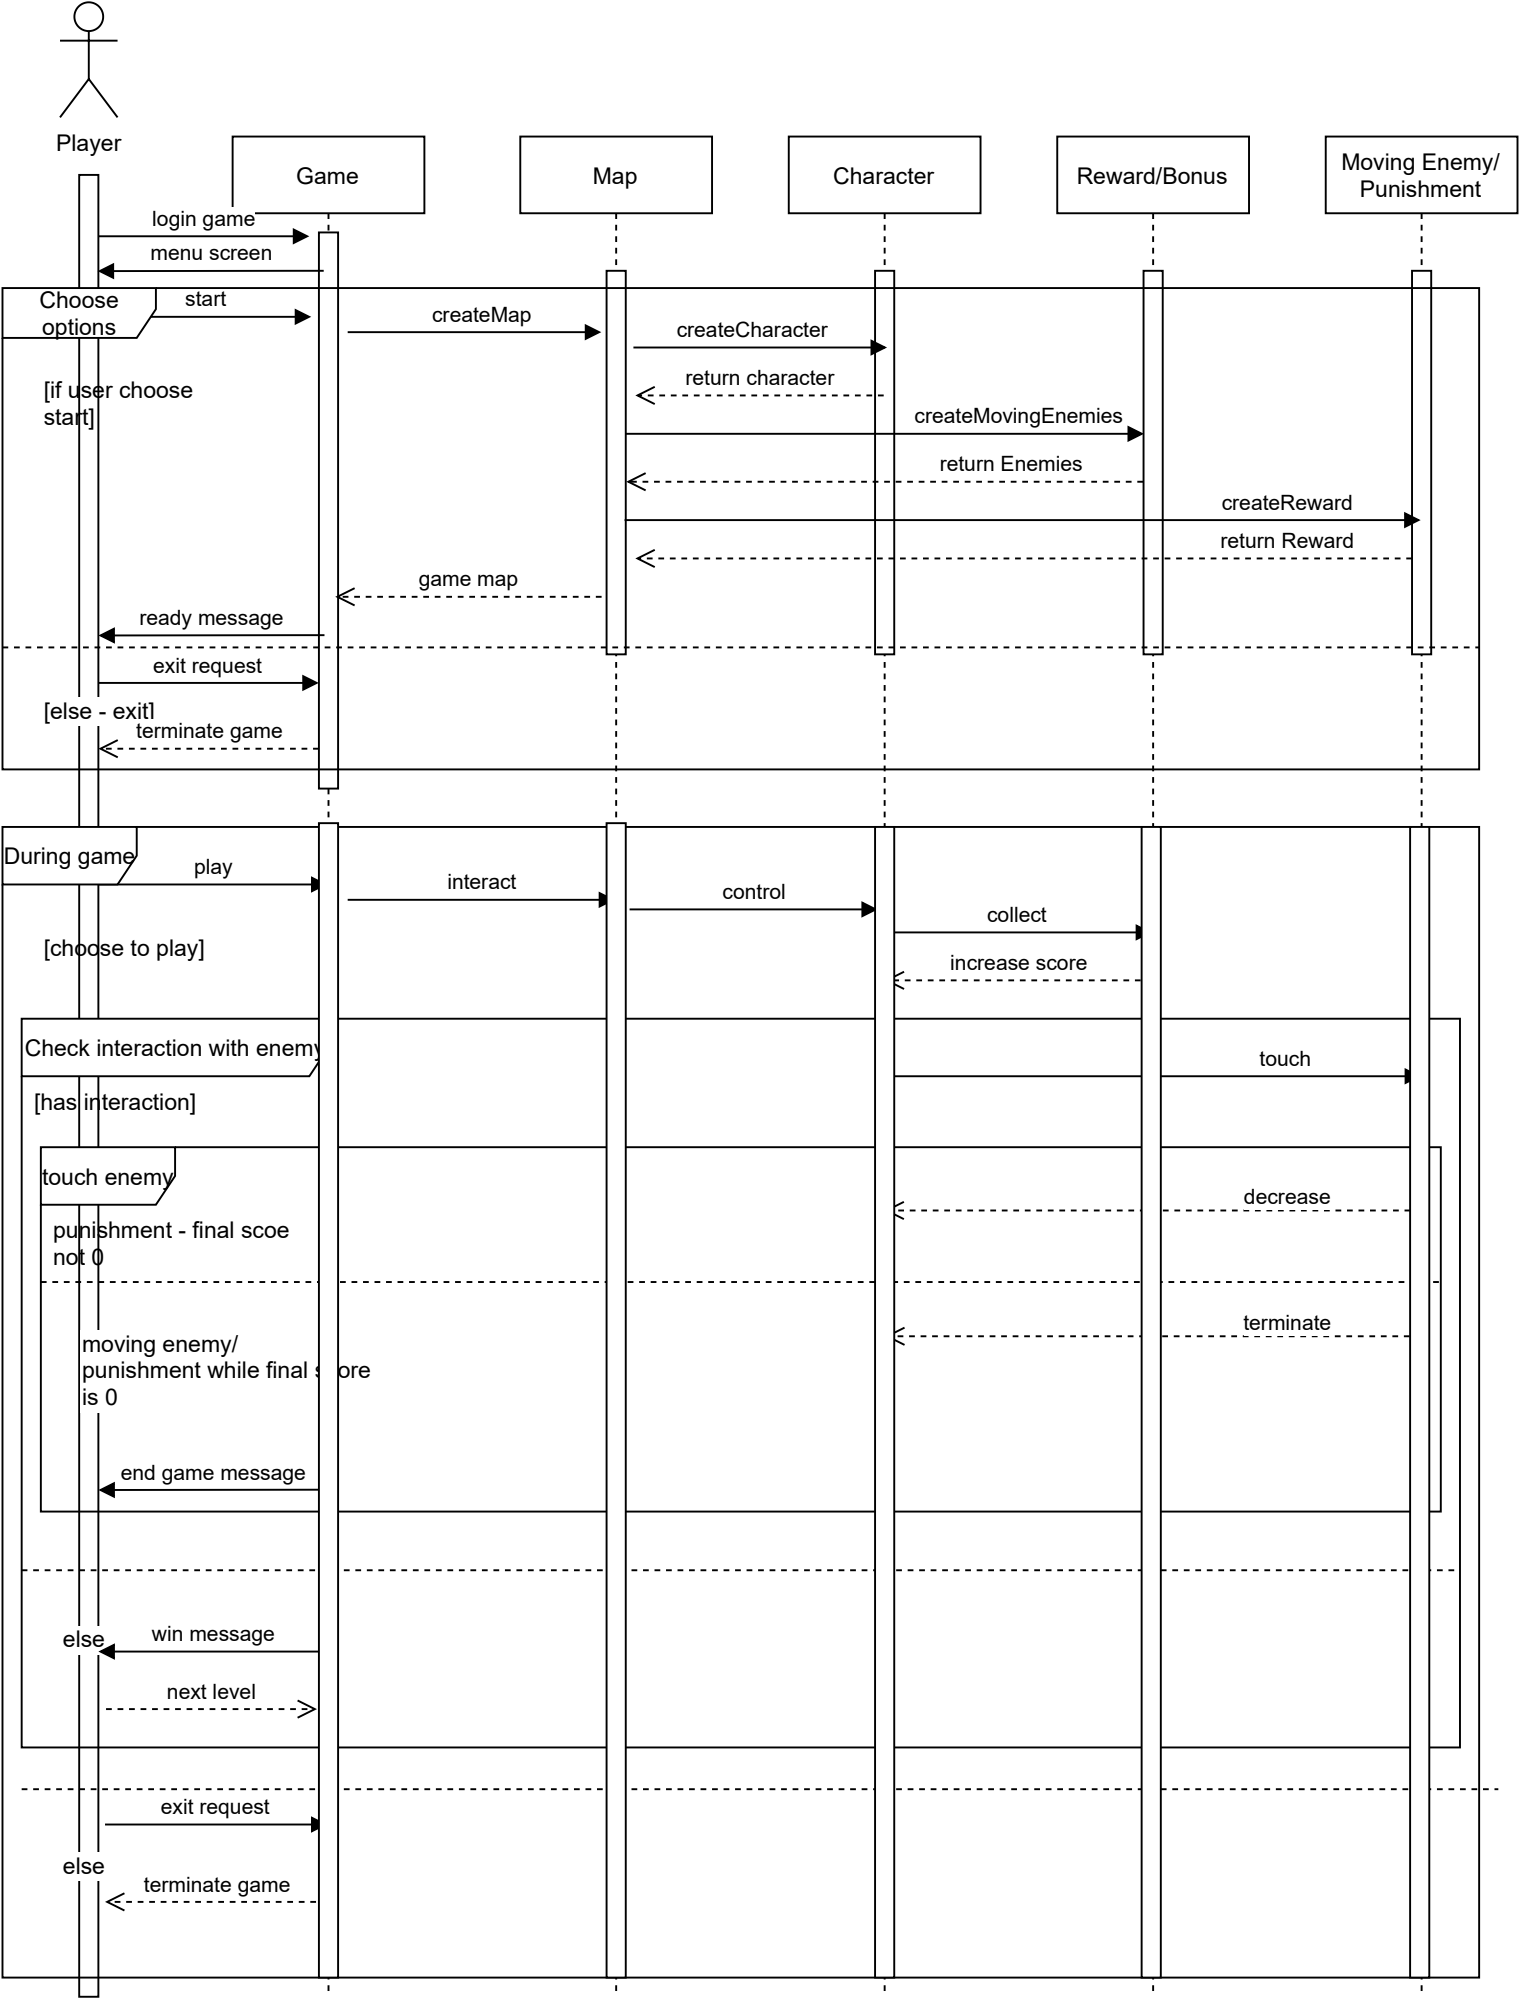 Player
Game
Map
Character
Reward/Bonus
Moving Enemy/
Punishment
login game
menu screen
Choose
options
start
createMap
createCharacter
[if user choose
start]
return character
createMovingEnemies
return Enemies
createReward
return Reward
game map
ready message
exit request
[else - exit]
terminate game
During game
play
interact
control
collect
[choose to play]
increase score
Check interaction with enemy
touch
[has interaction]
touch enemy
decrease
punishment - final scoe
not 0
terminate
moving enemy/
punishment while final score
is 0
end game message
else
win message
next level
exit request
else
terminate game